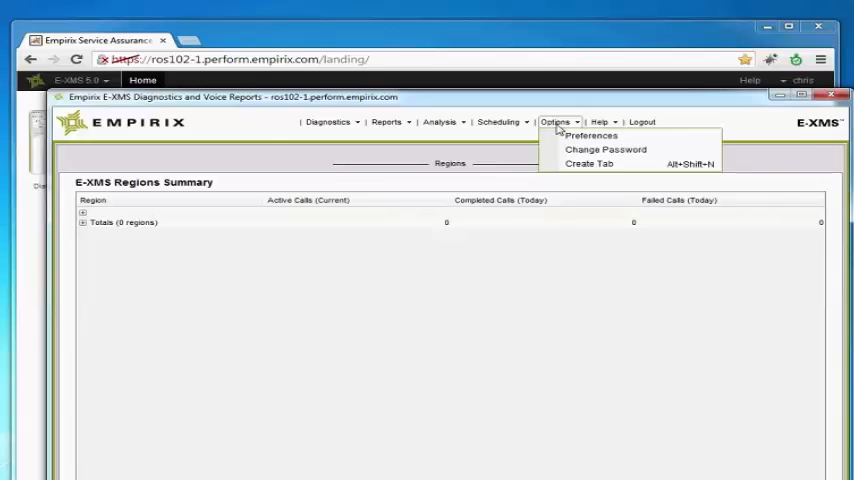 Empirix Service Assurance
https://ros102-1.perform.empirix.com/landing/
E-XMS 5.0 Home Help chris
Empirix E-XMS Diagnostics and Voice Reports - ros102-1.perform.empirix.com
EMPIRIX | Diagnostics | Reports | Analysis | Scheduling | Options | Help | Logout E-XMS™
Preferences
Change Password
Create Tab Alt+Shift+N
Regions
E-XMS Regions Summary
Region Active Calls (Current) Completed Calls (Today) Failed Calls (Today)
Totals (0 regions) 0 0 0